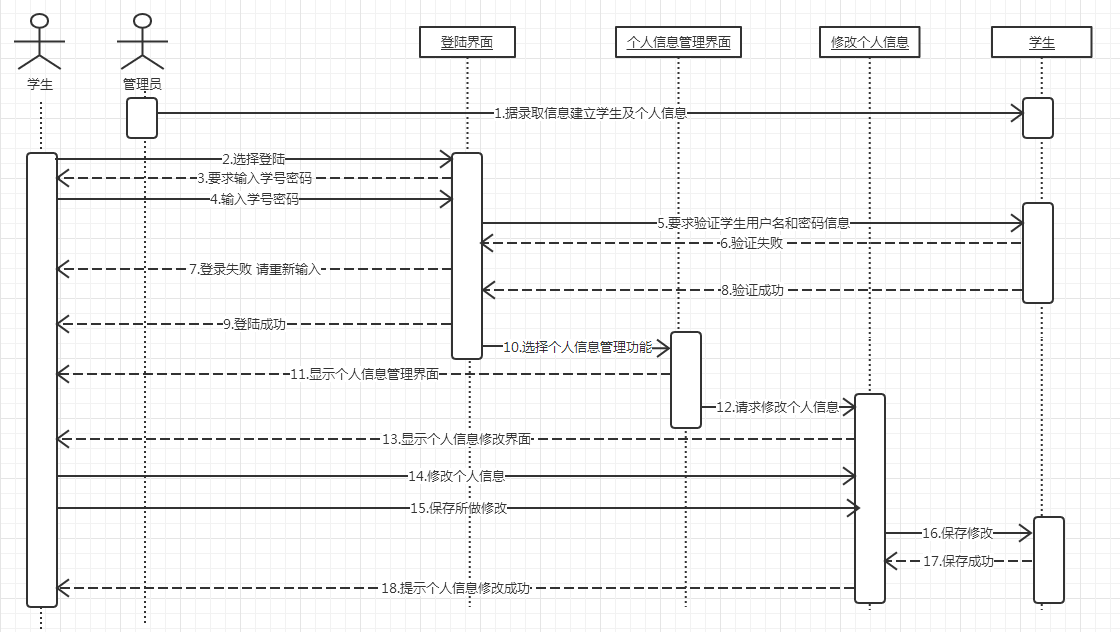 登陆界面
个人信息管理界面
修改个人信息
学生
学生
管理员
1.据录取信息建立学生及个人信息
2.选择登陆
3.要求输入学号密码
4.输入学号密码
5.要求验证学生用户名和密码信息
6.验证失败
7.登录失败 请重新输入
8.验证成功
9.登陆成功
10.选择个人信息管理功能
11.显示个人信息管理界面
12.请求修改个人信息
13.显示个人信息修改界面
14.修改个人信息
15.保存所做修改
16.保存修改
17.保存成功
18.提示个人信息修改成功